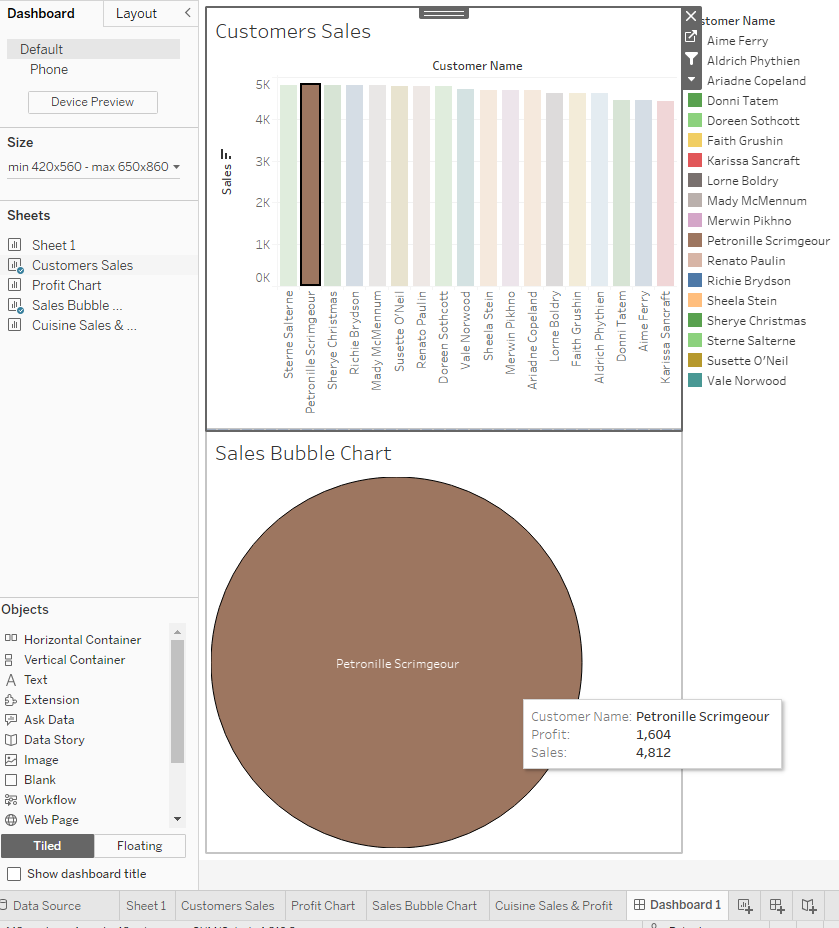 Dashboard
Layout
Default
Phone
Device Preview
Size
min 420x560 - max 650x860
Sheets
Sheet 1
Customers Sales
Profit Chart
Sales Bubble ...
Cuisine Sales & ...
Objects
Horizontal Container
Vertical Container
Text
Extension
Ask Data
Data Story
Image
Blank
Workflow
Web Page
Tiled
Floating
Show dashboard title
Customers Sales
Customer Name
Sales
5K
4K
3K
2K
1K
0K
Sterne Salterne
Petronille Scrimgeour
Sherye Christmas
Richie Brydson
Mady McMennum
Susette O'Neil
Renato Paulin
Doreen Sothcott
Vale Norwood
Sheela Stein
Merwin Pikhno
Ariadne Copeland
Lorne Boldry
Faith Grushin
Aldrich Phythien
Donni Tatem
Aime Ferry
Karissa Sancraft
stomer Name
Aime Ferry
Aldrich Phythien
Ariadne Copeland
Donni Tatem
Doreen Sothcott
Faith Grushin
Karissa Sancraft
Lorne Boldry
Mady McMennum
Merwin Pikhno
Petronille Scrimgeour
Renato Paulin
Richie Brydson
Sheela Stein
Sherye Christmas
Sterne Salterne
Susette O'Neil
Vale Norwood
Sales Bubble Chart
Petronille Scrimgeour
Customer Name: Petronille Scrimgeour
Profit: 1,604
Sales: 4,812
Data Source
Sheet 1
Customers Sales
Profit Chart
Sales Bubble Chart
Cuisine Sales & Profit
Dashboard 1